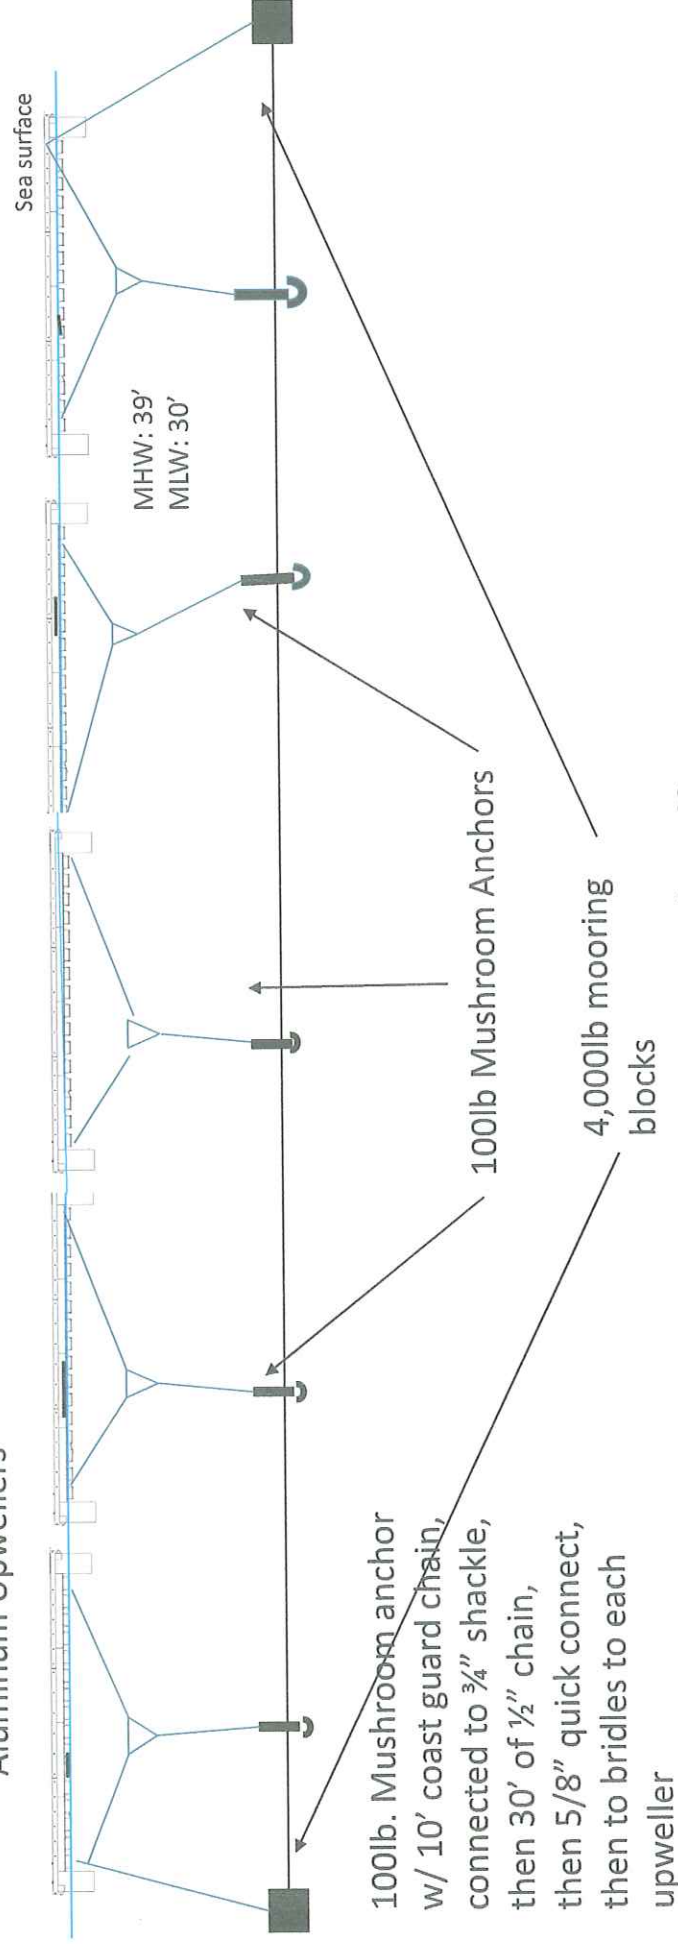 Aluminum Upwellers
Sea surface
MHW: 39’
MLW: 30’
100lb Mushroom Anchors
4,000lb mooring
blocks
100lb. Mushroom anchor
w/ 10’ coast guard chain,
connected to ¾” shackle,
then 30’ of ½” chain,
then 5/8” quick connect,
then to bridles to each
upweller